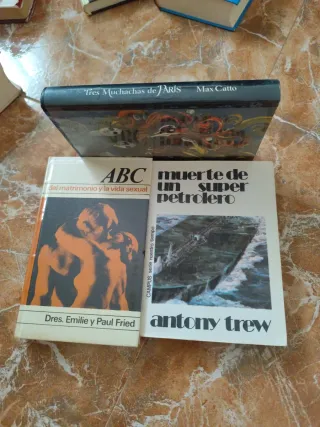 Tres Muchachas de PARÍS Max Catto
ABC
del matrimonio y la vida sexual
Dres. Emilie y Paul Fried
muerte de
un super
petrolero
CAMPUS
antony trew